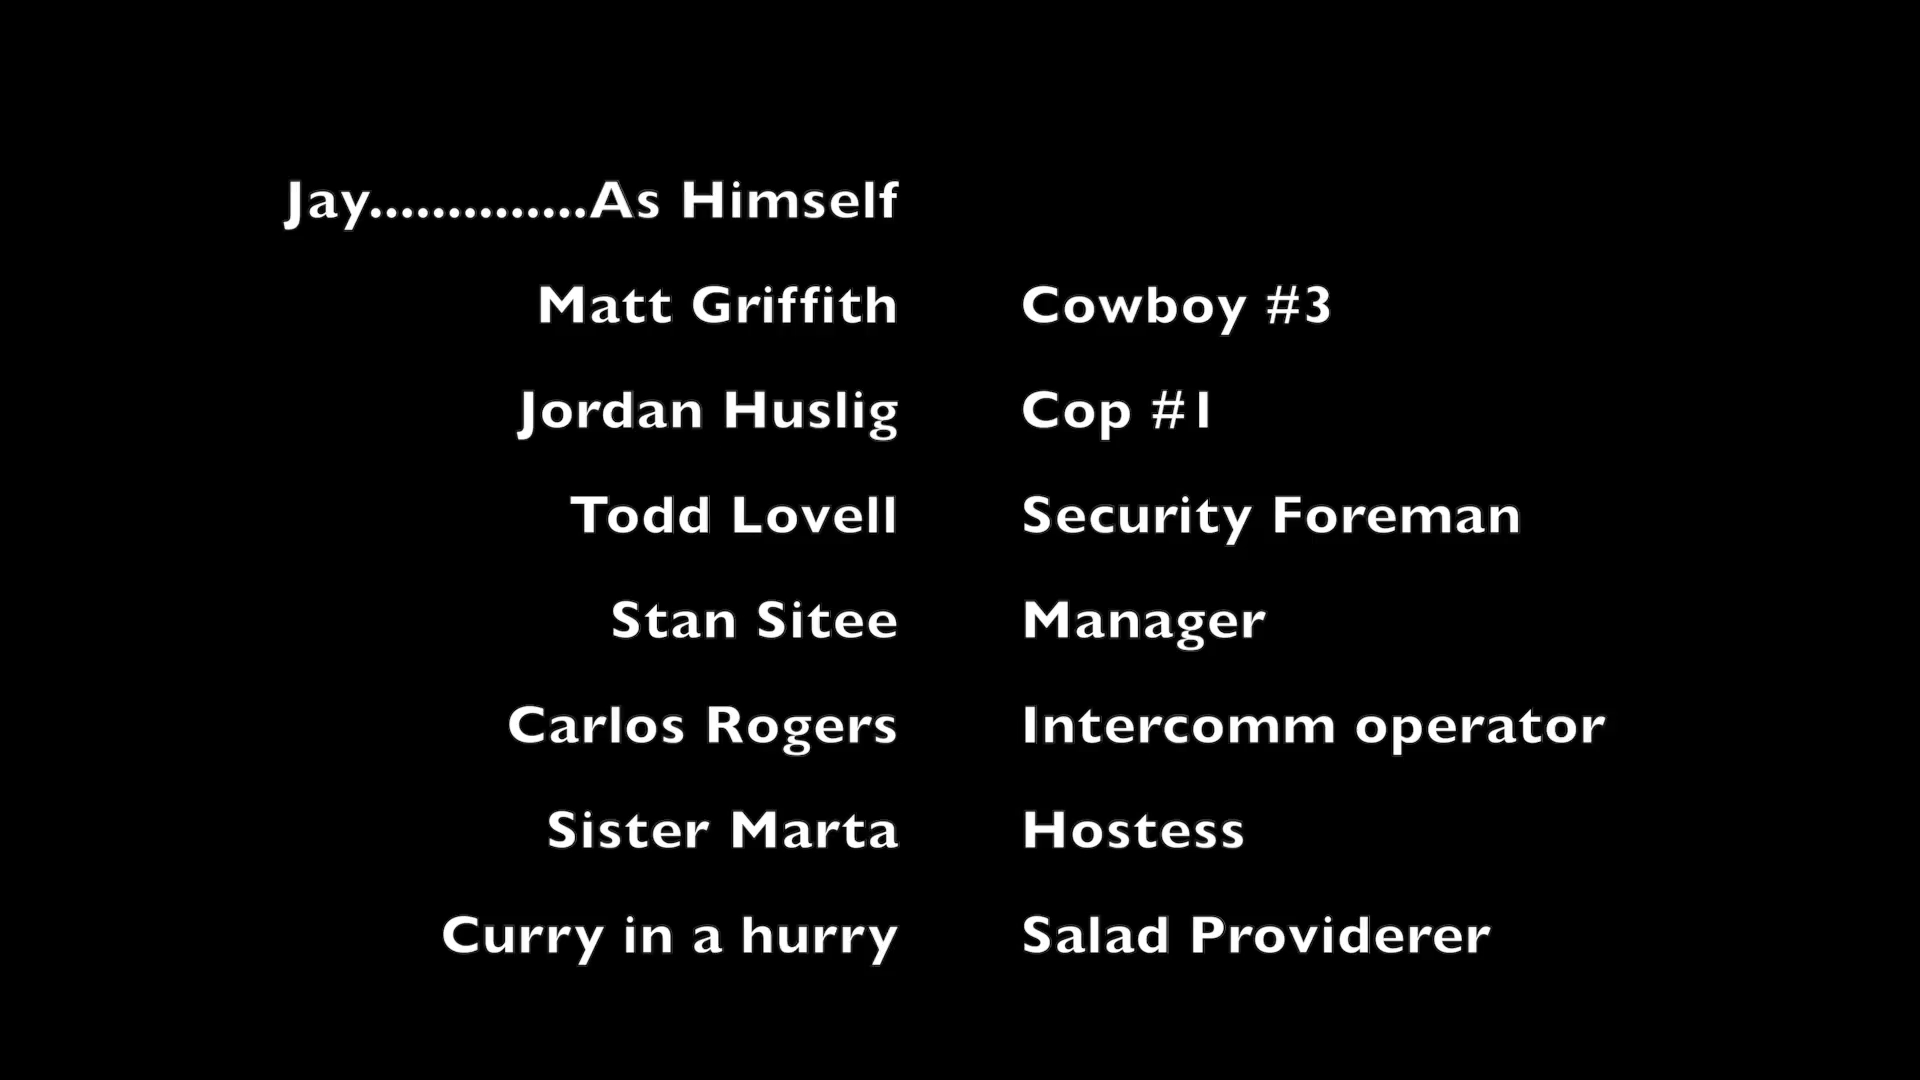 Jay..............As Himself
Matt Griffith Cowboy #3
Jordan Huslig Cop #1
Todd Lovell Security Foreman
Stan Sitee Manager
Carlos Rogers Intercomm operator
Sister Marta Hostess
Curry in a hurry Salad Providerer